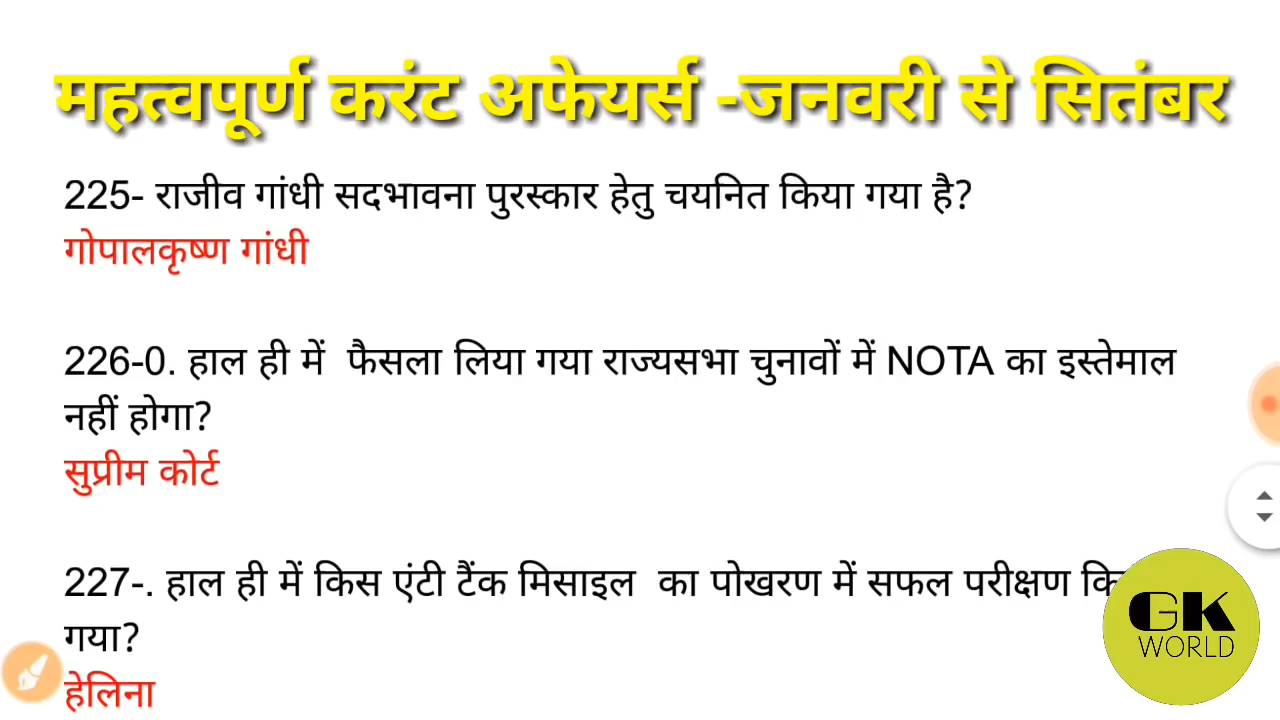 महत्वपूर्ण करंट अफेयर्स -जनवरी से सितंबर
225- राजीव गांधी सदभावना पुरस्कार हेतु चयनित किया गया है?
गोपालकृष्ण गांधी
226-0. हाल ही में फैसला लिया गया राज्यसभा चुनावों में NOTA का इस्तेमाल
नहीं होगा?
सुप्रीम कोर्ट
227-. हाल ही में किस एंटी टैंक मिसाइल का पोखरण में सफल परीक्षण
गया?
हेलिना
GK
WORLD